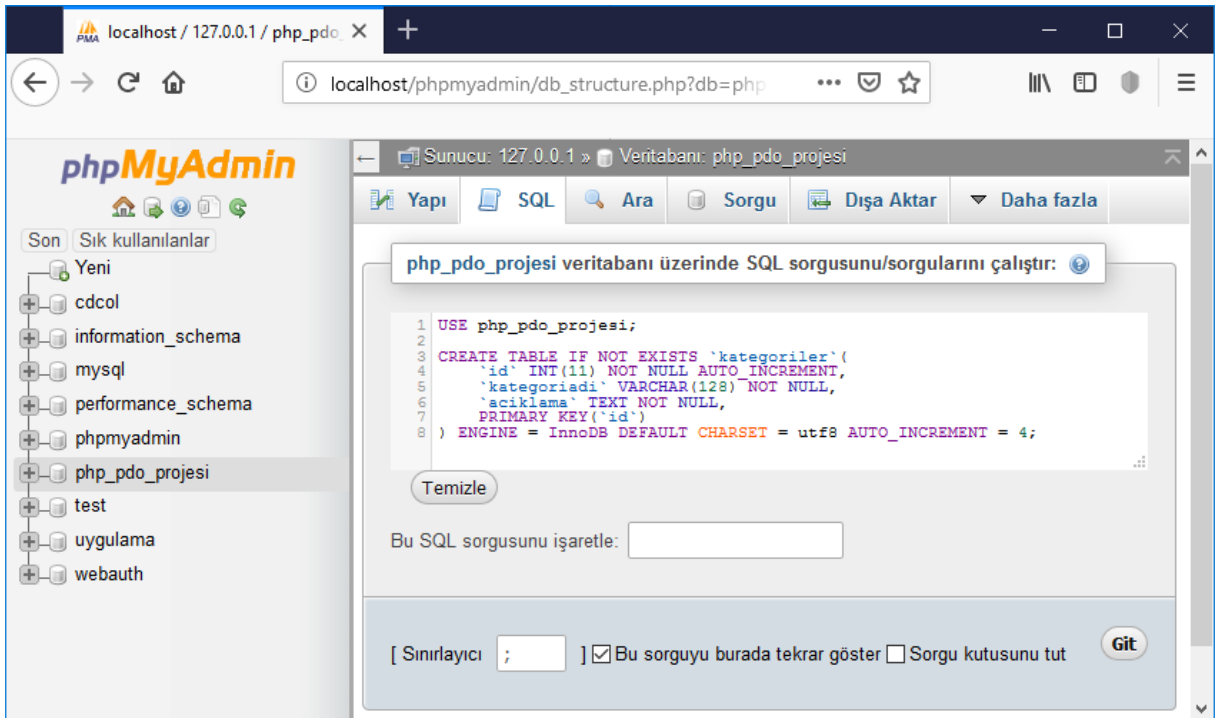 localhost / 127.0.0.1 / php_pdo_
localhost/phpmyadmin/db_structure.php?db=php
phpMyAdmin
Son Sık kullanılanlar
Yeni
cdcol
information_schema
mysql
performance_schema
phpmyadmin
php_pdo_projesi
test
uygulama
webauth
Sunucu: 127.0.0.1 » Veritabanı: php_pdo_projesi
Yapı SQL Ara Sorgu Dışa Aktar Daha fazla
php_pdo_projesi veritabanı üzerinde SQL sorgusunu/sorgularını çalıştır:
1 USE php_pdo_projesi;
2
3 CREATE TABLE IF NOT EXISTS `kategoriler`(
4 `id` INT(11) NOT NULL AUTO_INCREMENT,
5 `kategoriadi` VARCHAR(128) NOT NULL,
6 `aciklama` TEXT NOT NULL,
7 PRIMARY KEY(`id`)
8 ) ENGINE = InnoDB DEFAULT CHARSET = utf8 AUTO_INCREMENT = 4;
Temizle
Bu SQL sorgusunu işaretle:
[ Sınırlayıcı ; ] Bu sorguyu burada tekrar göster Sorgu kutusunu tut
Git